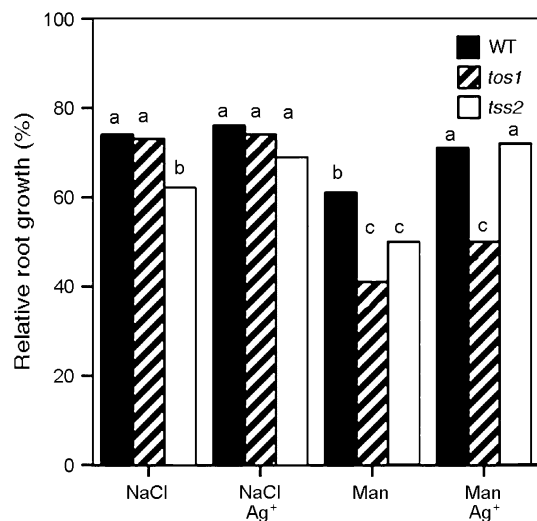 100
80
60
40
20
0
Relative root growth (%)
WT
tos1
tss2
a a b
a a a
b c c
a c a
NaCl
NaCl
Ag⁺
Man
Man
Ag⁺